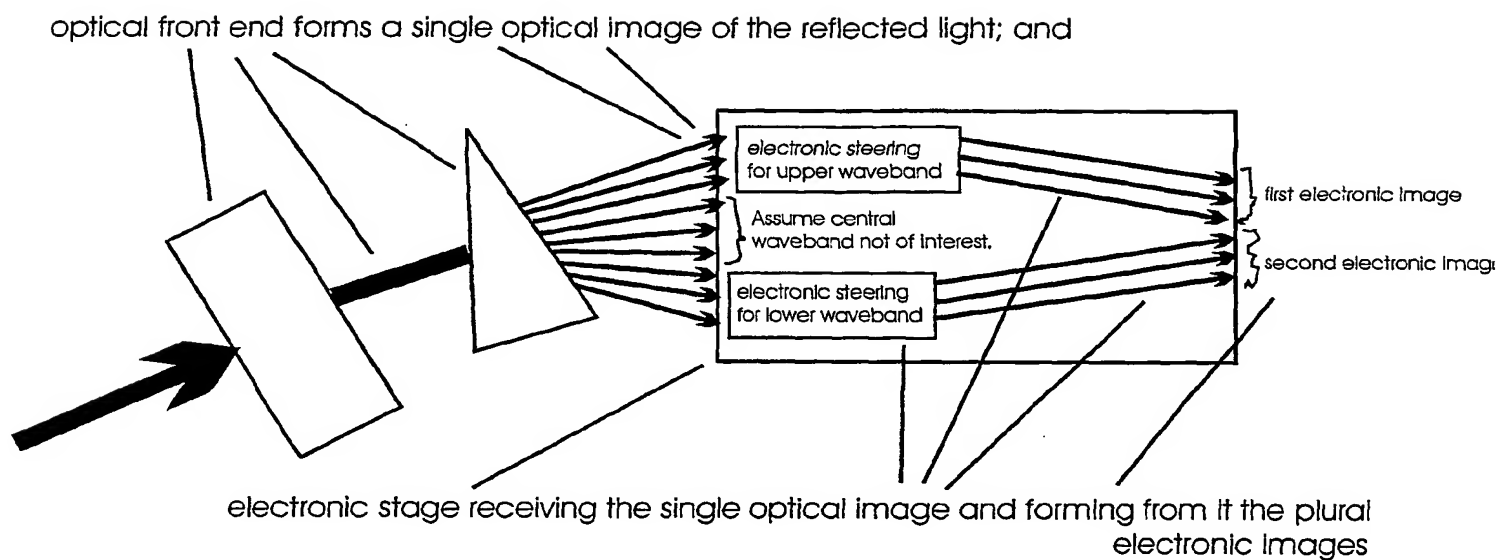 optical front end forms a single optical image of the reflected light; and
electronic steering
for upper waveband
first electronic image
Assume central
waveband not of interest.
second electronic imag
electronic steering
for lower waveband
electronic stage receiving the single optical image and forming from it the plural
electronic images